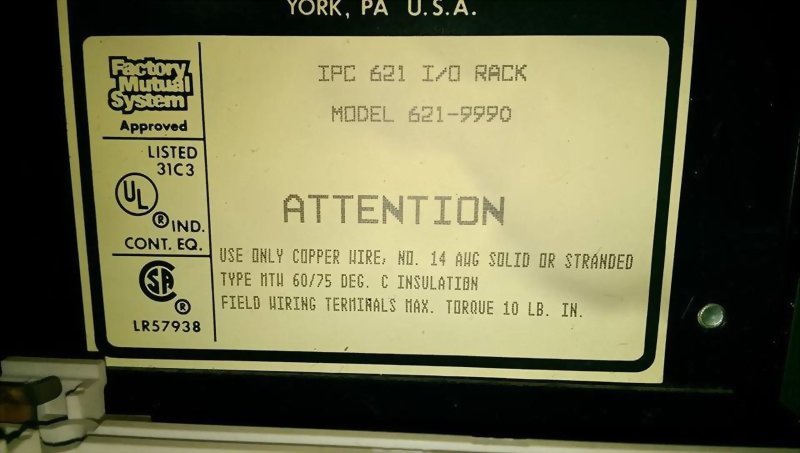 YORK, PA U.S.A.
Factory
Mutual
System
Approved
LISTED
31C3
UL
® IND.
CONT. EQ.
SA ®
LR57938
IPC 621 I/O RACK
MODEL 621-9990
ATTENTION
USE ONLY COPPER WIRE, NO. 14 AWG SOLID OR STRANDED
TYPE MTW 60/75 DEG. C INSULATION
FIELD WIRING TERMINALS MAX. TORQUE 10 LB. IN.